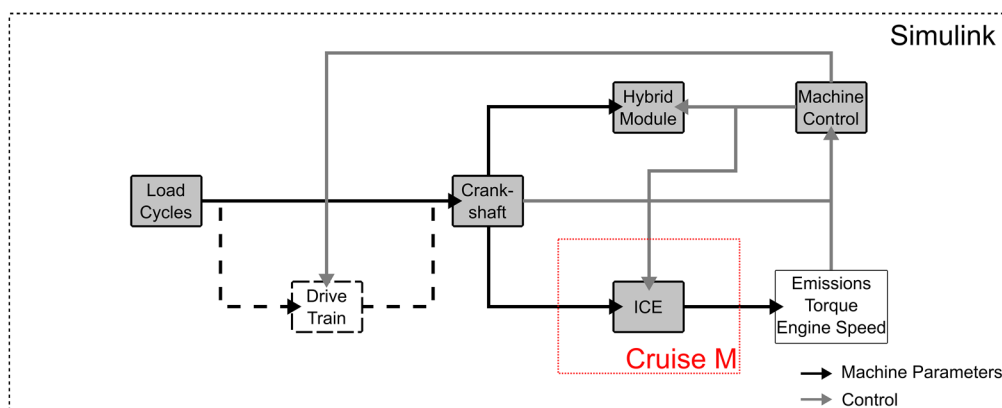 Simulink
Hybrid
Module
Machine
Control
Load
Cycles
Crank-
shaft
Drive
Train
ICE
Emissions
Torque
Engine Speed
Cruise M
Machine Parameters
Control